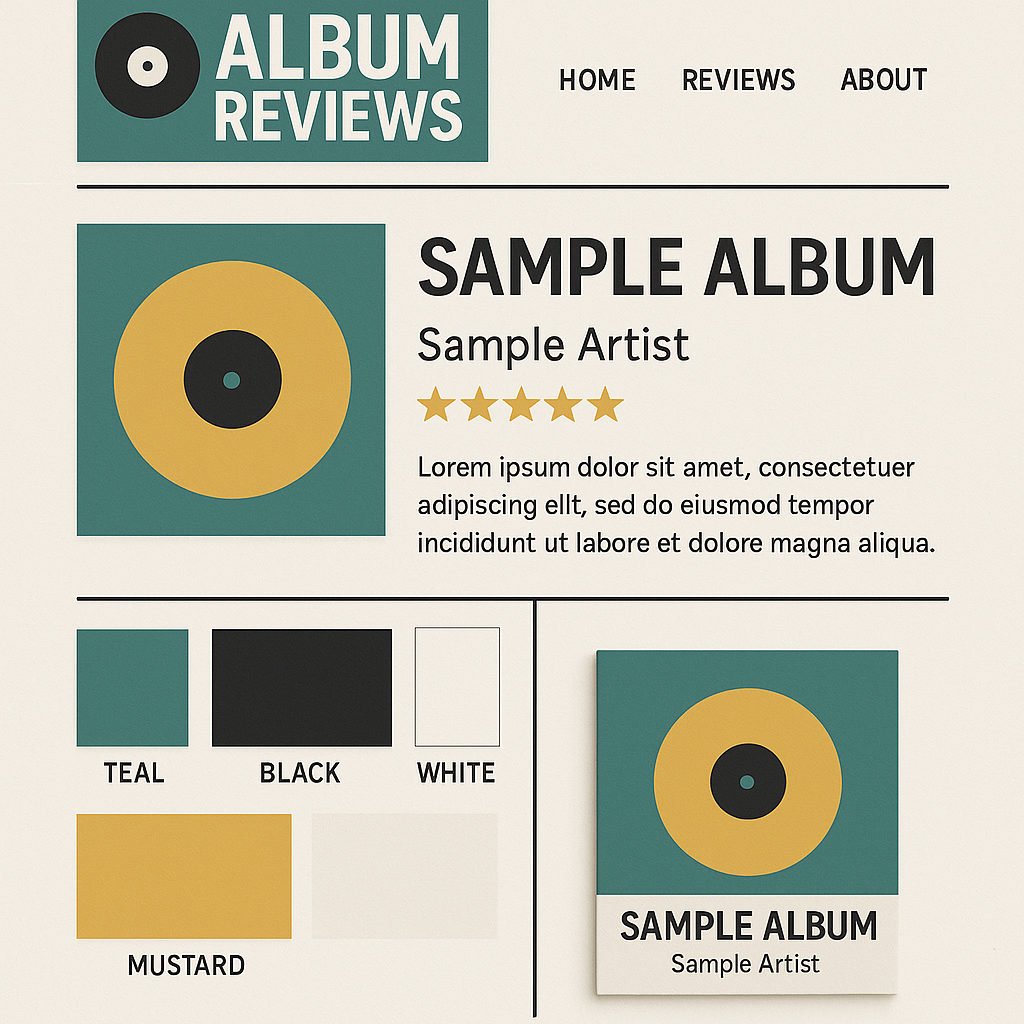 ALBUM
REVIEWS
HOME REVIEWS ABOUT
SAMPLE ALBUM
Sample Artist
Lorem ipsum dolor sit amet, consectetuer
adipiscing ellt, sed do eiusmod tempor
incididunt ut labore et dolore magna aliqua.
TEAL BLACK WHITE
MUSTARD
SAMPLE ALBUM
Sample Artist